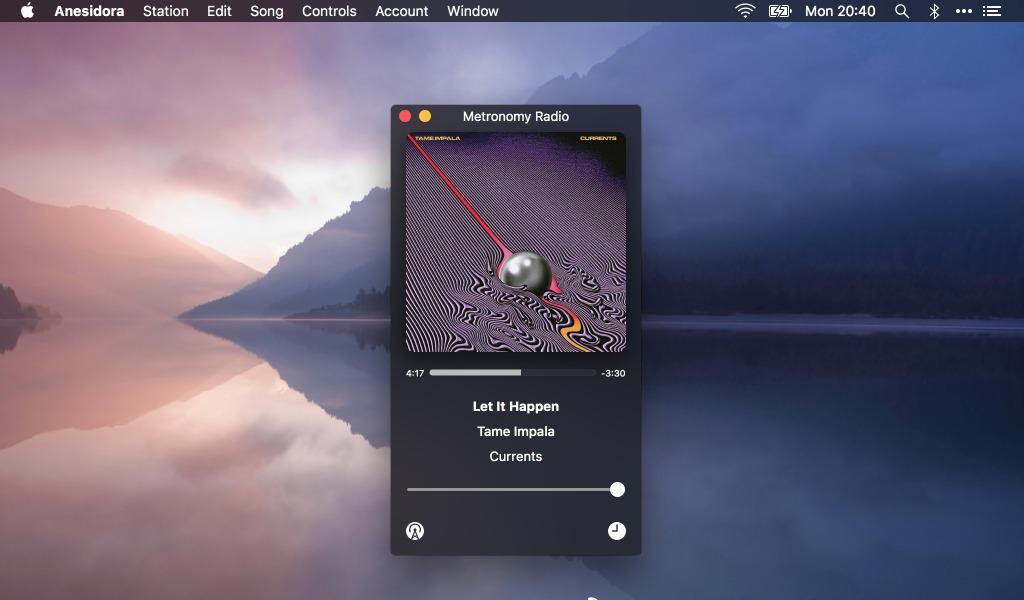 Anesidora Station Edit Song Controls Account Window Mon 20:40
Metronomy Radio
TAME IMPALA CURRENTS
4:17 -3:30
Let It Happen
Tame Impala
Currents